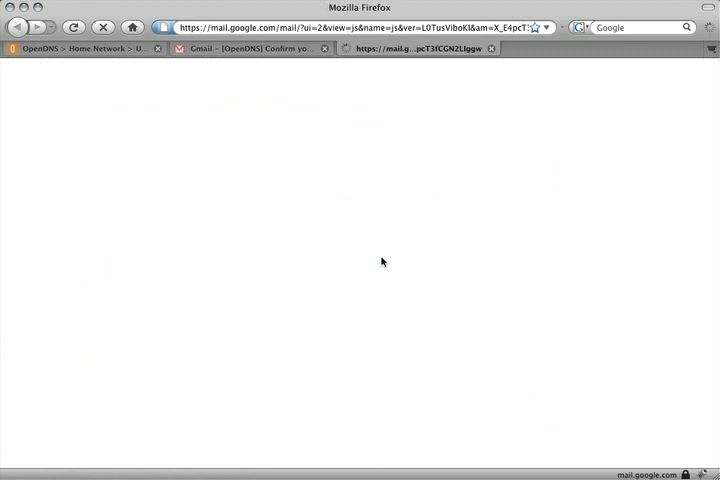 Mozilla Firefox
https://mail.google.com/mail/?ui=2&view=js&name=js&ver=L0TusViboKI&am=X_E4pcT
Google
OpenDNS > Home Network > U...
Gmail - [OpenDNS] Confirm yo...
https://mail.g...pcT3fCGN2LIggw
mail.google.com